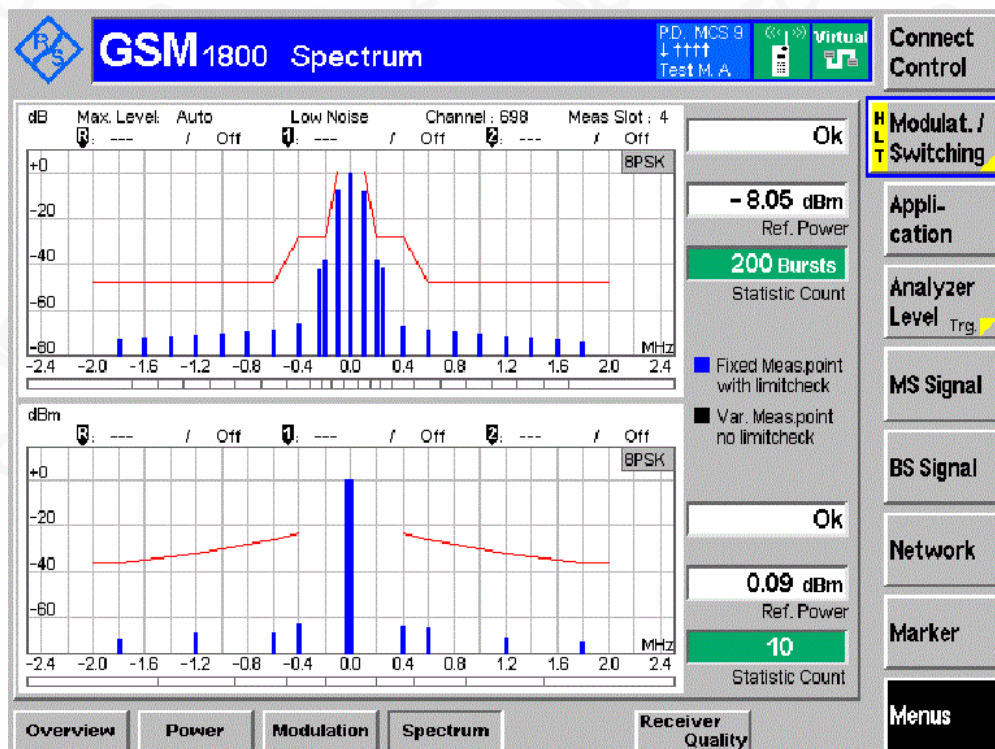 R/S
GSM 1800 Spectrum
P.D. MCS 9
↓ ↑↑↑↑
Test M. A.
Virtual
Connect
Control
dB Max. Level: Auto Low Noise Channel : 698 Meas Slot : 4
R : --- / Off 1 : --- / Off 2 : --- / Off
8PSK
+0
-20
-40
-60
-80
MHz
-2.4 -2.0 -1.6 -1.2 -0.8 -0.4 0.0 0.4 0.8 1.2 1.6 2.0 2.4
Ok
-8.05 dBm
Ref. Power
200 Bursts
Statistic Count
Fixed Meas.point
with limitcheck
Var. Meas.point
no limitcheck
dBm
R : --- / Off 1 : --- / Off 2 : --- / Off
8PSK
+0
-20
-40
-60
MHz
-2.4 -2.0 -1.6 -1.2 -0.8 -0.4 0.0 0.4 0.8 1.2 1.6 2.0 2.4
Ok
0.09 dBm
Ref. Power
10
Statistic Count
HLT
Modulat. /
Switching
Appli-
cation
Analyzer
Level Trg.
MS Signal
BS Signal
Network
Marker
Menus
Overview
Power
Modulation
Spectrum
Receiver
Quality